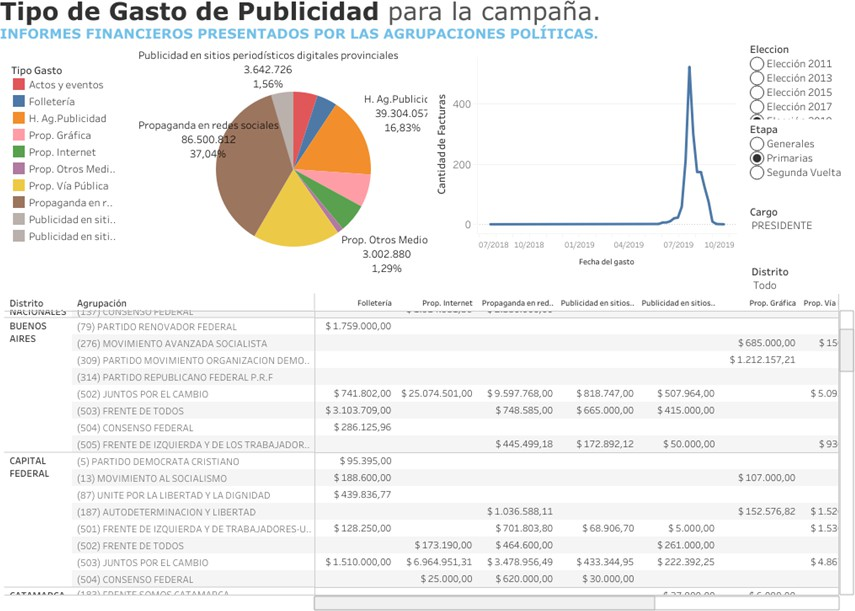 Tipo de Gasto de Publicidad para la campaña.
INFORMES FINANCIEROS PRESENTADOS POR LAS AGRUPACIONES POLÍTICAS.
Tipo Gasto
Actos y eventos
Folletería
H. Ag.Publicidad
Prop. Gráfica
Prop. Internet
Prop. Otros Medi..
Prop. Vía Pública
Propaganda en r..
Publicidad en siti..
Publicidad en siti..
Publicidad en sitios periodísticos digitales provinciales
3.642.726
1,56%
H. Ag.Public
39.304.057
16,83%
Propaganda en redes sociales
86.500.812
37,04%
Prop. Otros Medio
3.002.880
1,29%
Cantidad de Facturas
400
200
0
07/2018 10/2018 01/2019 04/2019 07/2019 10/2019
Fecha del gasto
Eleccion
Elección 2011
Elección 2013
Elección 2015
Elección 2017
Etapa
Generales
Primarias
Segunda Vuelta
Cargo
PRESIDENTE
Distrito
Todo
Distrito Agrupación Folletería Prop. Internet Propaganda en red.. Publicidad en sitios.. Publicidad en sitios.. Prop. Gráfica Prop. Vía
NACIONALES (137) CONSENSO FEDERAL
BUENOS AIRES (79) PARTIDO RENOVADOR FEDERAL $ 1.759.000,00
(276) MOVIMIENTO AVANZADA SOCIALISTA $ 685.000,00 $ 15
(309) PARTIDO MOVIMIENTO ORGANIZACION DEMO.. $ 1.212.157,21
(314) PARTIDO REPUBLICANO FEDERAL P.R.F
(502) JUNTOS POR EL CAMBIO $ 741.802,00 $ 25.074.501,00 $ 9.597.768,00 $ 818.747,00 $ 507.964,00 $ 5.09
(503) FRENTE DE TODOS $ 3.103.709,00 $ 748.585,00 $ 665.000,00 $ 415.000,00
(504) CONSENSO FEDERAL $ 286.125,96
(505) FRENTE DE IZQUIERDA Y DE LOS TRABAJADOR.. $ 445.499,18 $ 172.892,12 $ 50.000,00 $ 93
CAPITAL FEDERAL (5) PARTIDO DEMOCRATA CRISTIANO $ 95.395,00
(13) MOVIMIENTO AL SOCIALISMO $ 188.600,00 $ 107.000,00
(87) UNITE POR LA LIBERTAD Y LA DIGNIDAD $ 439.836,77
(187) AUTODETERMINACION Y LIBERTAD $ 1.036.588,11 $ 152.576,82 $ 1.52
(501) FRENTE DE IZQUIERDA Y DE TRABAJADORES-U.. $ 128.250,00 $ 701.803,80 $ 68.906,70 $ 5.000,00 $ 1.53
(502) FRENTE DE TODOS $ 173.190,00 $ 464.600,00 $ 261.000,00
(503) JUNTOS POR EL CAMBIO $ 1.510.000,00 $ 6.964.951,31 $ 3.478.956,49 $ 433.344,95 $ 222.392,25 $ 4.86
(504) CONSENSO FEDERAL $ 25.000,00 $ 620.000,00 $ 30.000,00
CATAMARCA (183) FRENTE SOMOS CATAMARCA